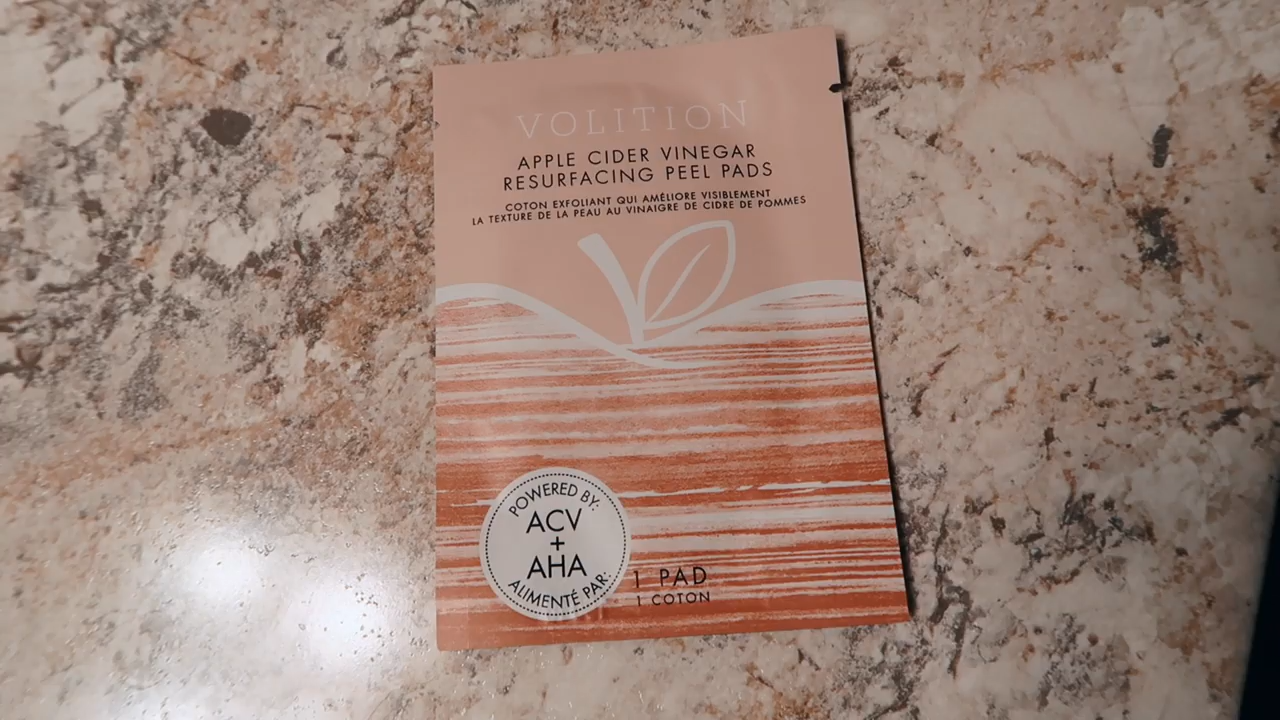 VOLITION
APPLE CIDER VINEGAR
RESURFACING PEEL PADS
COTON EXFOLIANT QUI AMÉLIORE VISIBLEMENT
LA TEXTURE DE LA PEAU AU VINAIGRE DE CIDRE DE POMMES
POWERED BY:
ACV
+
AHA
ALIMENTÉ PAR:
1 PAD
1 COTON